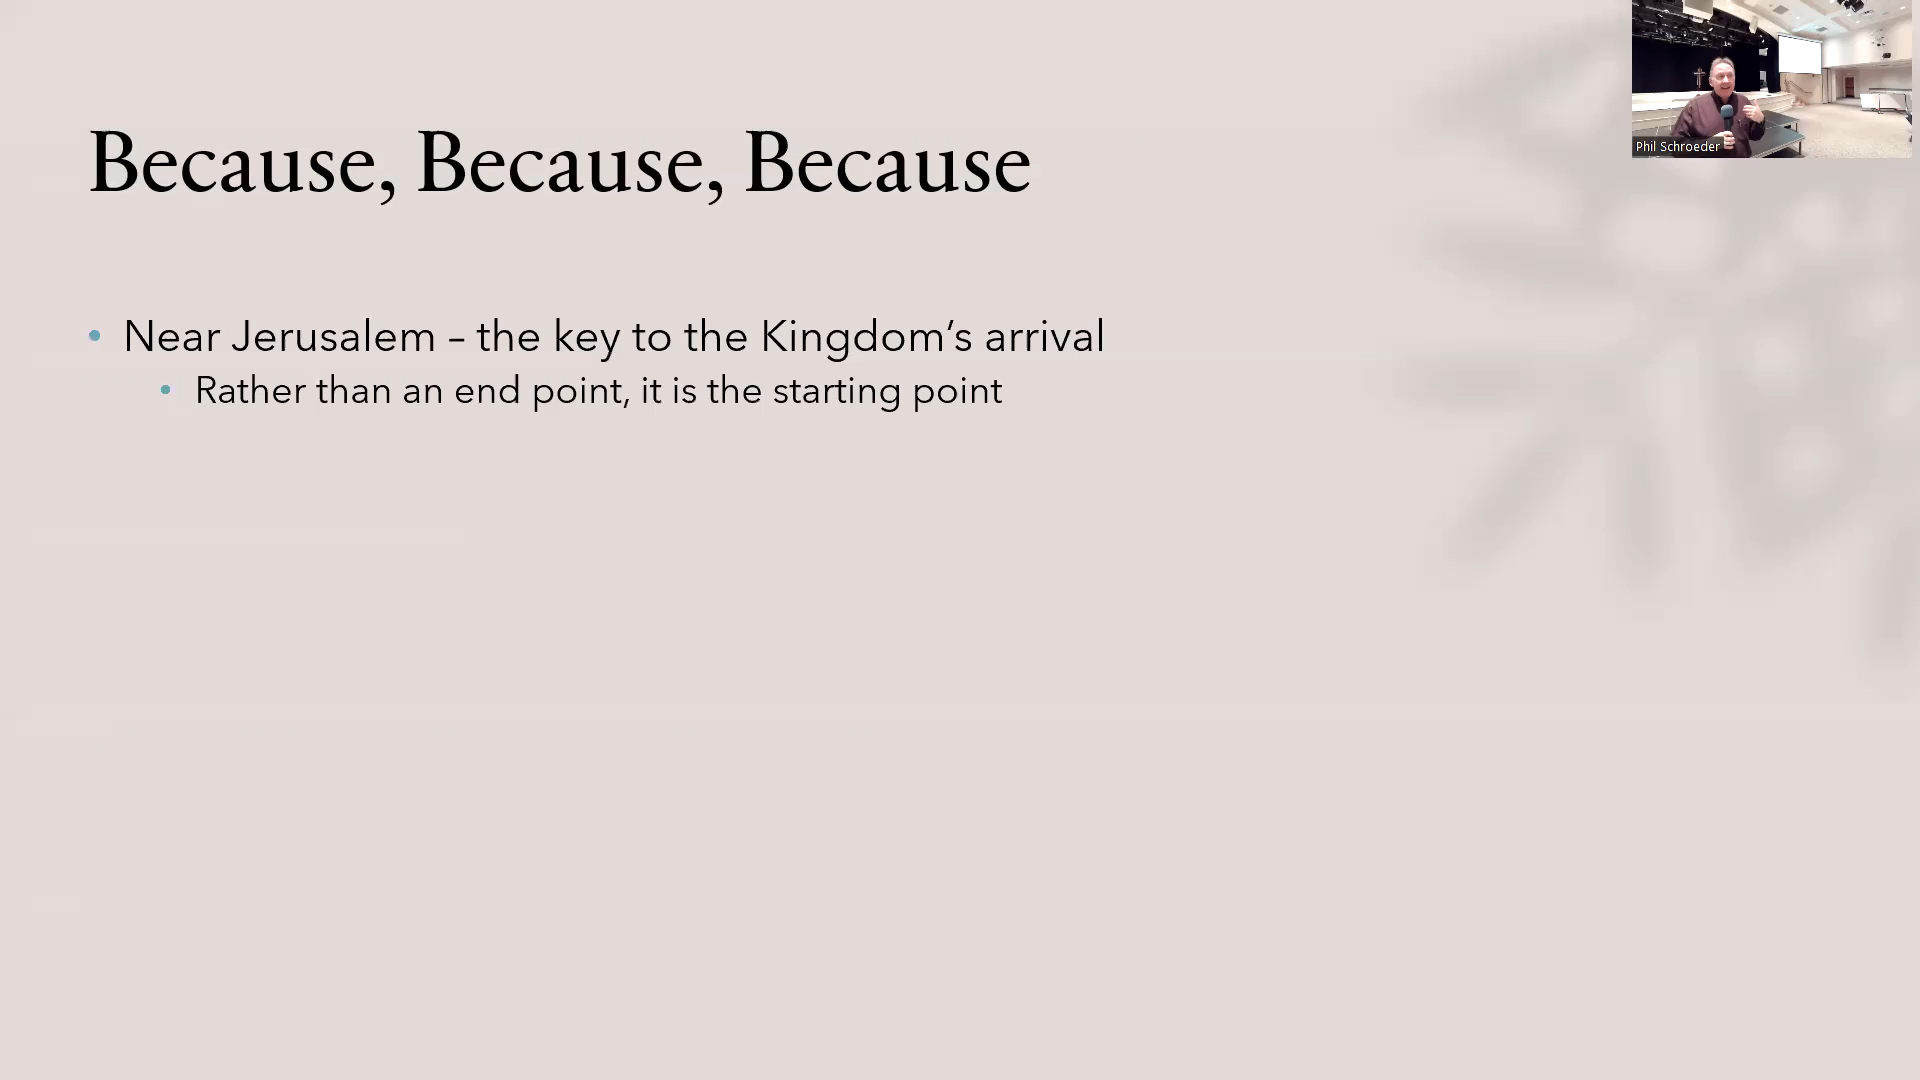 Because, Because, Because
Near Jerusalem – the key to the Kingdom’s arrival
Rather than an end point, it is the starting point
Phil Schroeder